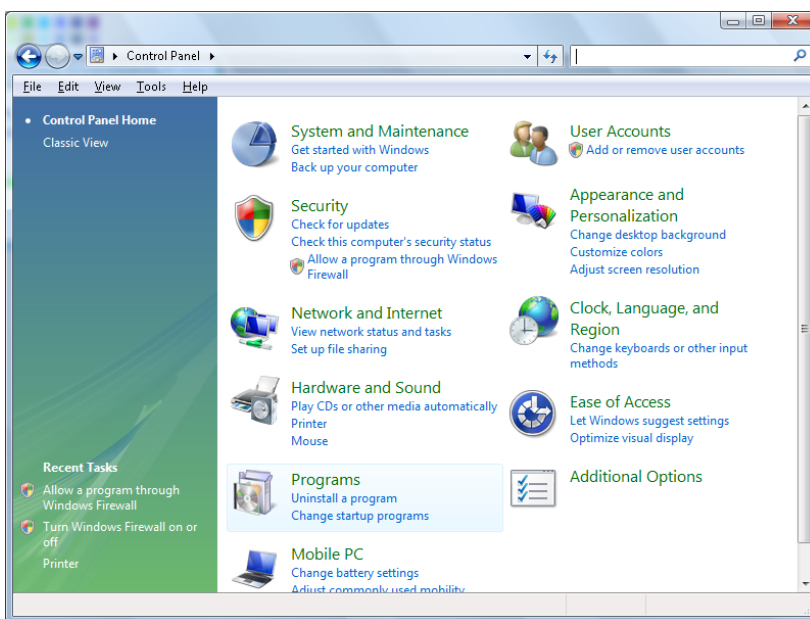 Control Panel
File Edit View Tools Help
Control Panel Home
Classic View
Recent Tasks
Allow a program through
Windows Firewall
Turn Windows Firewall on or
off
Printer
System and Maintenance
Get started with Windows
Back up your computer
Security
Check for updates
Check this computer's security status
Allow a program through Windows
Firewall
Network and Internet
View network status and tasks
Set up file sharing
Hardware and Sound
Play CDs or other media automatically
Printer
Mouse
Programs
Uninstall a program
Change startup programs
Mobile PC
Change battery settings
Adjust commonly used mobility
User Accounts
Add or remove user accounts
Appearance and
Personalization
Change desktop background
Customize colors
Adjust screen resolution
Clock, Language, and
Region
Change keyboards or other input
methods
Ease of Access
Let Windows suggest settings
Optimize visual display
Additional Options